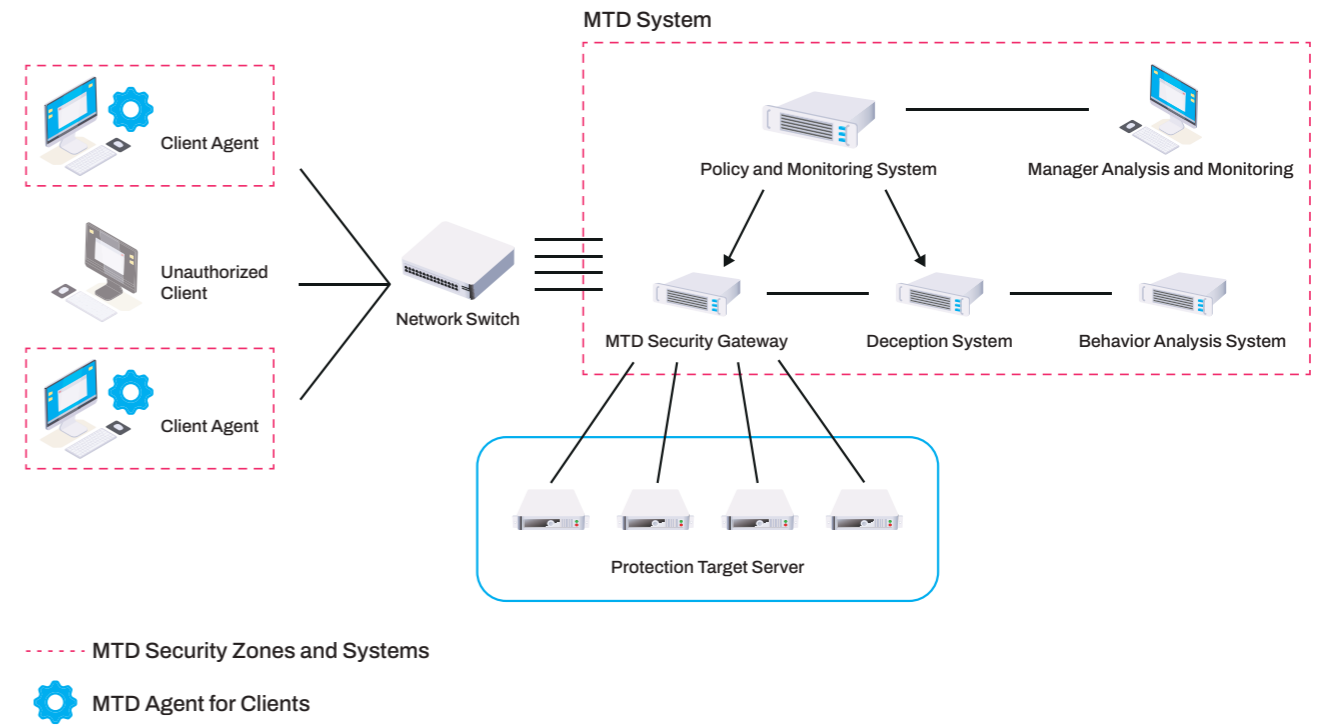 MTD System
Client Agent
Policy and Monitoring System
Manager Analysis and Monitoring
Unauthorized
Client
Network Switch
MTD Security Gateway
Deception System
Behavior Analysis System
Client Agent
Protection Target Server
MTD Security Zones and Systems
MTD Agent for Clients